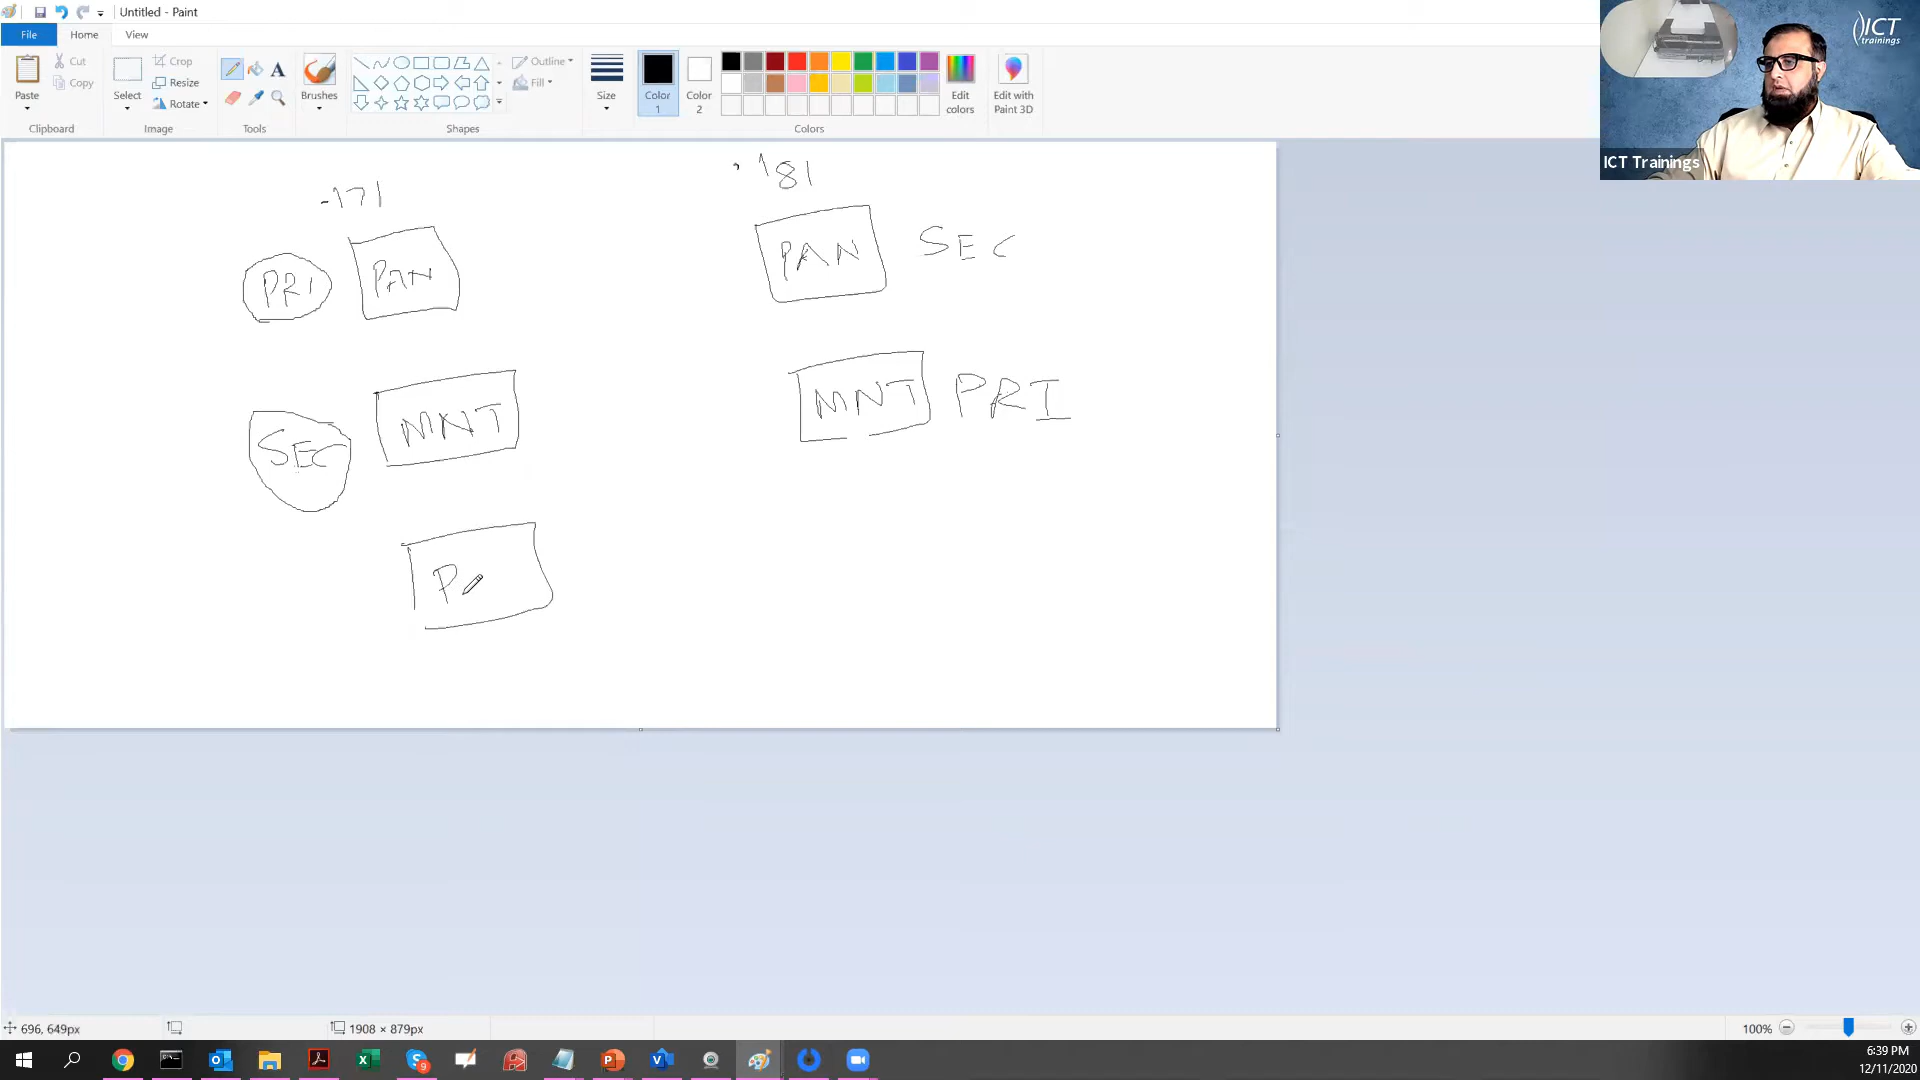 Untitled - Paint
File Home View
Paste
Cut
Copy
Clipboard
Select
Crop
Resize
Rotate
Image
Tools
Brushes
Shapes
Outline
Fill
Size
Color 1
Color 2
Edit colors
Edit with Paint 3D
Colors
ICT trainings
ICT Trainings
-171
181
PRI PAN
PAN SEC
SEC MNT
MNT PRI
P
696, 649px
1908 × 879px
100%
9
6:39 PM
12/11/2020